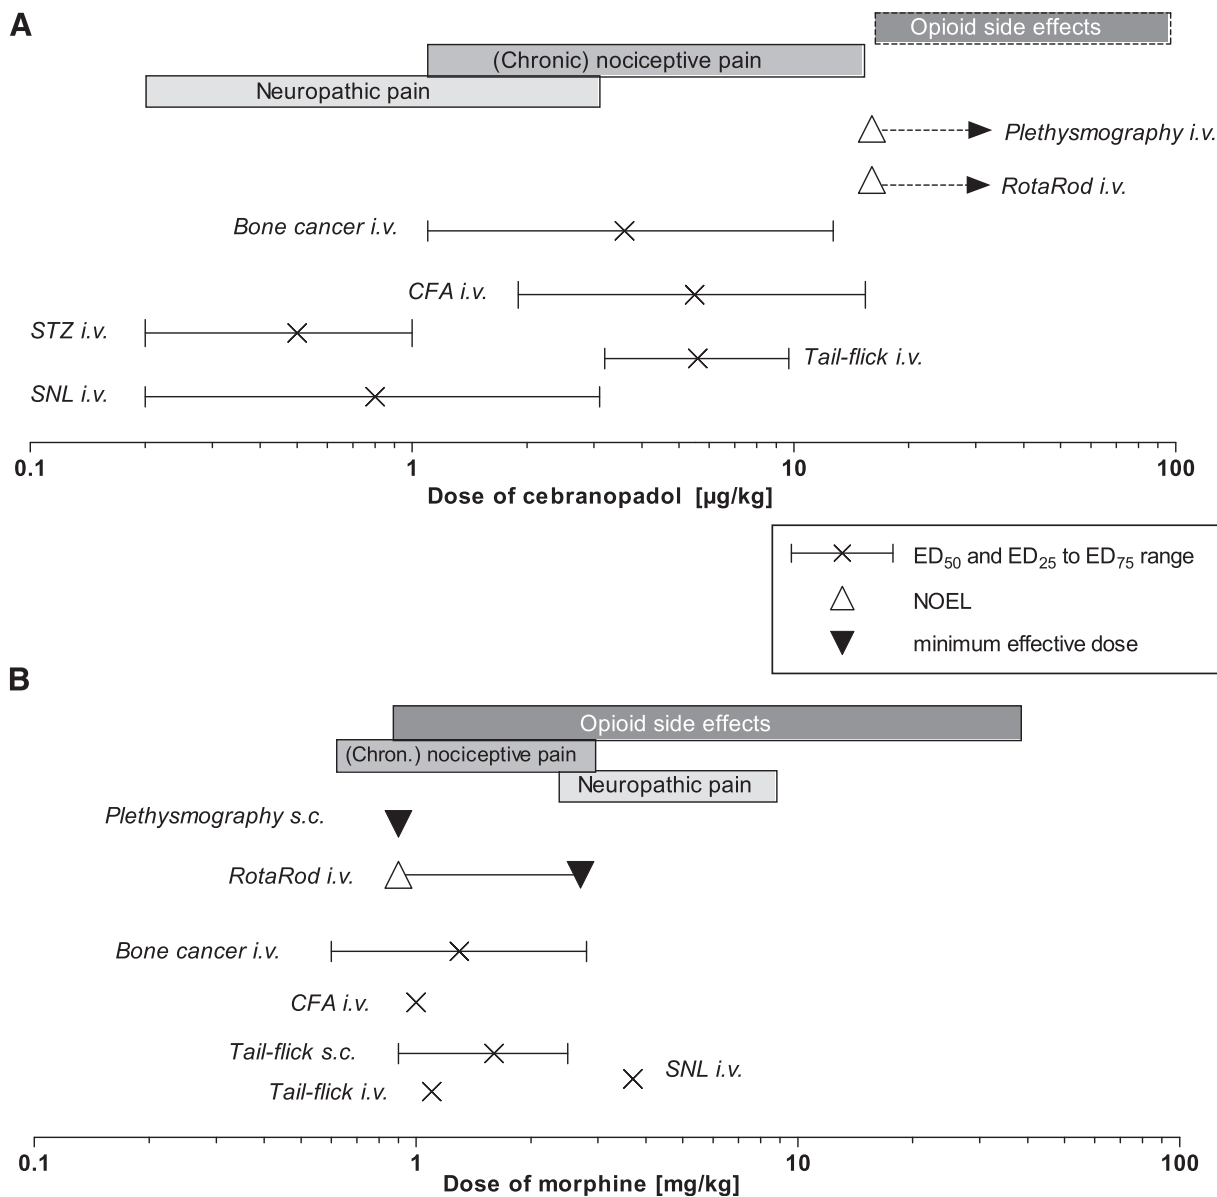 A
Opioid side effects
(Chronic) nociceptive pain
Neuropathic pain
Plethysmography i.v.
RotaRod i.v.
Bone cancer i.v.
CFA i.v.
STZ i.v.
Tail-flick i.v.
SNL i.v.
0.1 1 10 100
Dose of cebranopadol [µg/kg]
ED50 and ED25 to ED75 range
NOEL
minimum effective dose
B
Opioid side effects
(Chron.) nociceptive pain
Neuropathic pain
Plethysmography s.c.
RotaRod i.v.
Bone cancer i.v.
CFA i.v.
Tail-flick s.c.
SNL i.v.
Tail-flick i.v.
0.1 1 10 100
Dose of morphine [mg/kg]